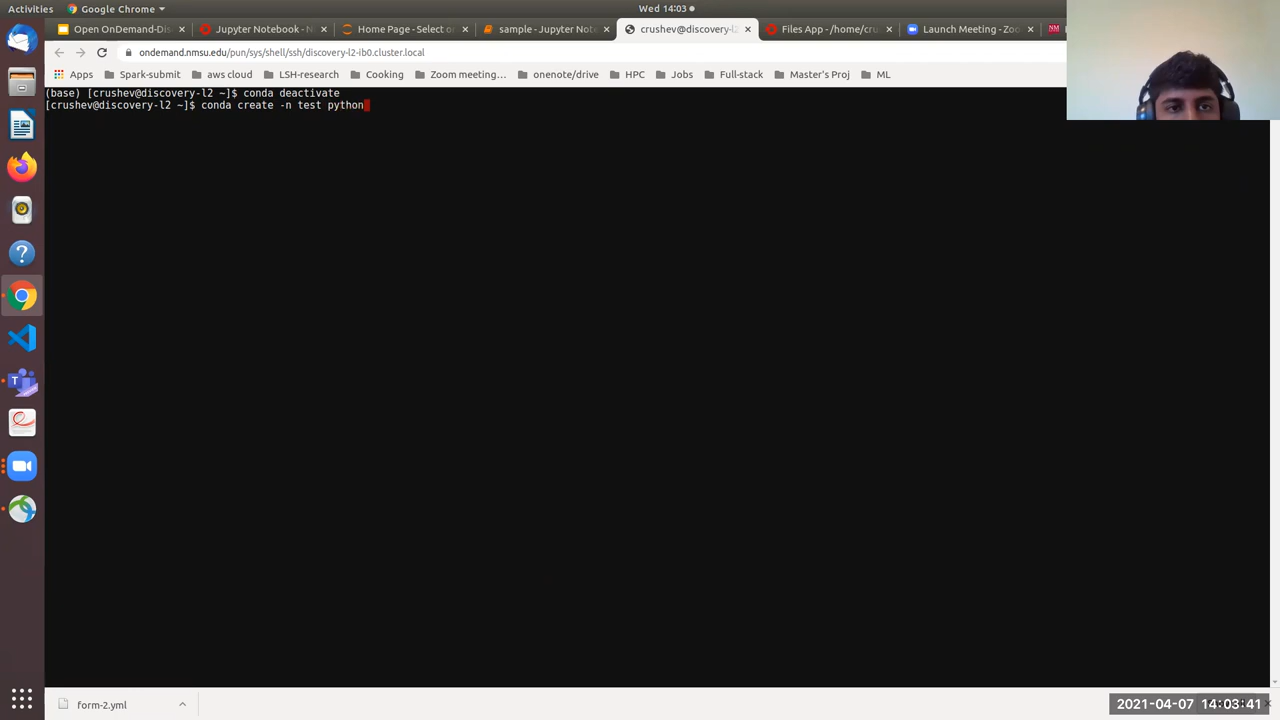 Activities
Google Chrome
Wed 14:03
Open OnDemand-Dis
Jupyter Notebook - N
Home Page - Select or
sample - Jupyter Note
crushev@discovery-l2
Files App - /home/cru
Launch Meeting - Zoo
ondemand.nmsu.edu/pun/sys/shell/ssh/discovery-l2-ib0.cluster.local
Apps
Spark-submit
aws cloud
LSH-research
Cooking
Zoom meeting…
onenote/drive
HPC
Jobs
Full-stack
Master's Proj
ML
(base) [crushev@discovery-l2 ~]$ conda deactivate
[crushev@discovery-l2 ~]$ conda create -n test python
form-2.yml
2021-04-07 14:03:41